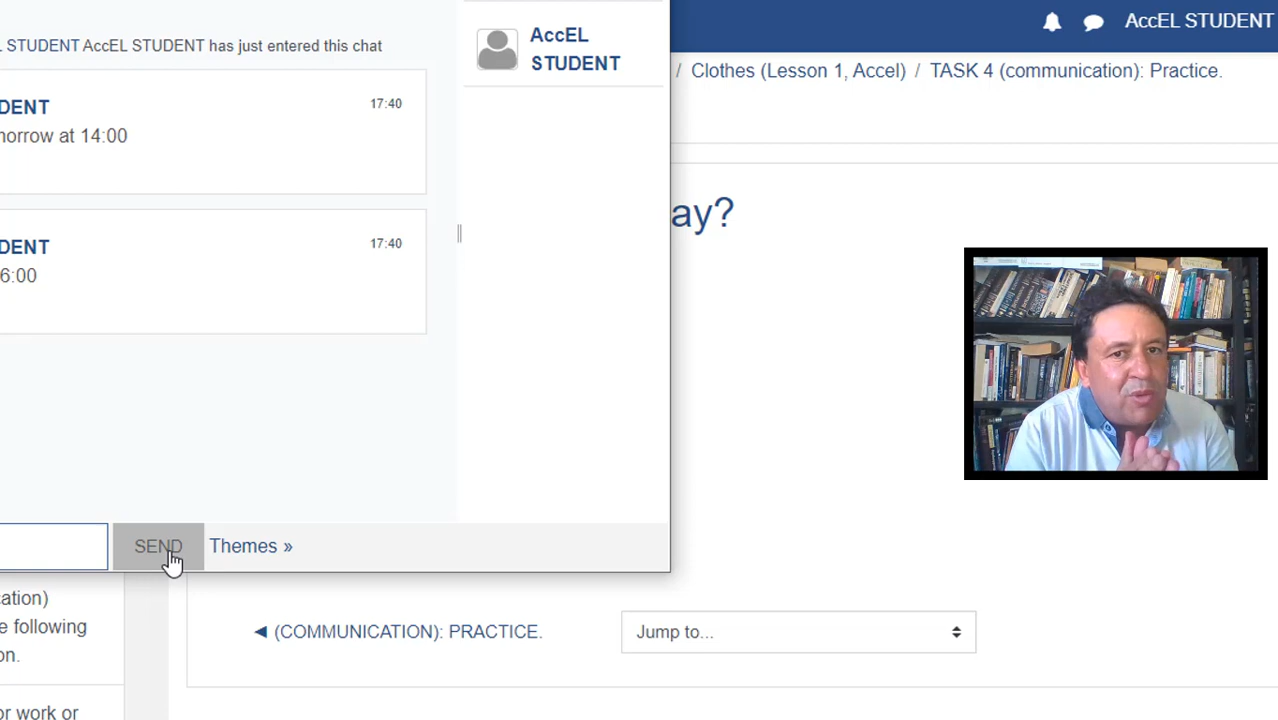 STUDENT AccEL STUDENT has just entered this chat
AccEL
STUDENT
DENT
17:40
at 14:00
DENT
17:40
6:00
SEND
Themes »
AccEL STUDENT
/ Clothes (Lesson 1, Accel) / TASK 4 (communication): Practice.
ay?
ation)
e following
on.
or work or
◄ (COMMUNICATION): PRACTICE.
Jump to...